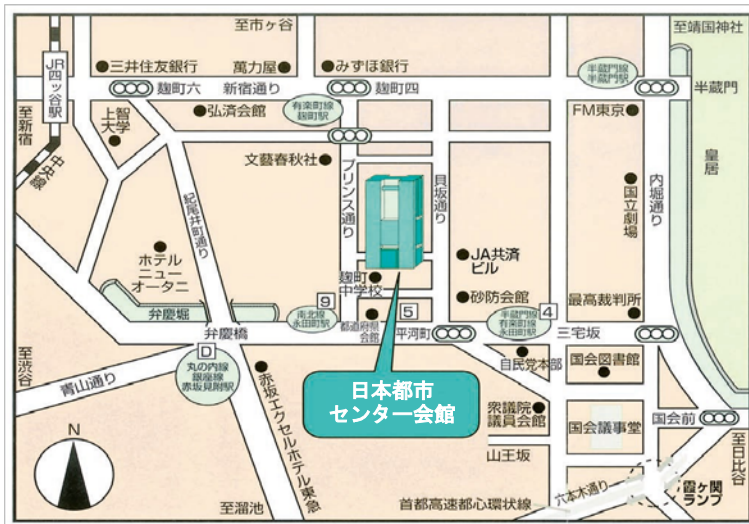 至市ヶ谷
至靖国神社
JR四ッ谷駅
三井住友銀行
萬力屋
みずほ銀行
半蔵門線
半蔵門駅
麹町六
新宿通り
麹町四
半蔵門
至新宿
上智
大学
弘済会館
有楽町線
麹町駅
FM東京
中央線
文藝春秋社
プリンス通り
貝坂通り
皇居
紀尾井町通り
国立劇場
内堀通り
ホテル
ニュー
オータニ
麹町
中学校
JA共済
ビル
砂防会館
最高裁判所
弁慶堀
弁慶橋
9
南北線
永田町駅
都道府県
会館
5
平河町
4
半蔵門線
有楽町線
永田町駅
三宅坂
至渋谷
青山通り
D
丸の内線
銀座線
赤坂見附駅
赤坂エクセルホテル東急
日本都市
センター会館
自民党本部
国会図書館
衆議院
議員会館
国会議事堂
国会前
山王坂
至日比谷
N
至溜池
首都高速都心環状線
六本木通り
霞ヶ関
ランプ